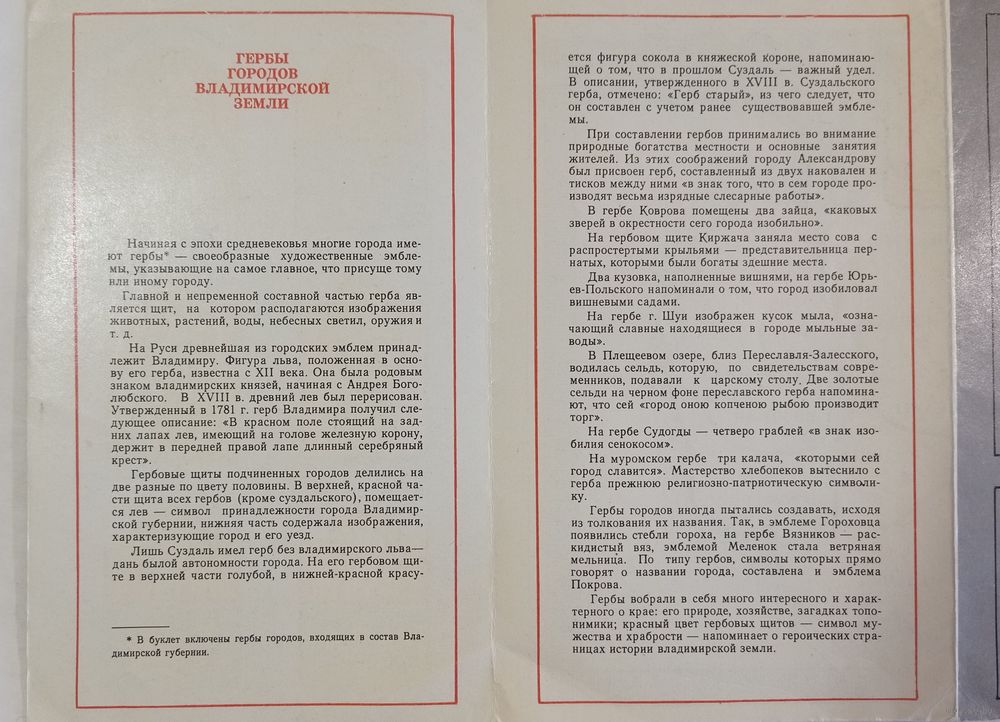 ГЕРБЫ
ГОРОДОВ
ВЛАДИМИРСКОЙ
ЗЕМЛИ
Начиная с эпохи средневековья многие города име-
ют гербы* — своеобразные художественные эмбле-
мы, указывающие на самое главное, что присуще тому
или иному городу.
Главной и непременной составной частью герба яв-
ляется щит, на котором располагаются изображения
животных, растений, воды, небесных светил, оружия и
т. д.
На Руси древнейшая из городских эмблем принад-
лежит Владимиру. Фигура льва, положенная в осно-
ву его герба, известна с XII века. Она была родовым
знаком владимирских князей, начиная с Андрея Бого-
любского. В XVIII в. древний лев был перерисован.
Утвержденный в 1781 г. герб Владимира получил сле-
дующее описание: «В красном поле стоящий на зад-
них лапах лев, имеющий на голове железную корону,
держит в передней правой лапе длинный серебряный
крест».
Гербовые щиты подчиненных городов делились на
две разные по цвету половины. В верхней, красной ча-
сти щита всех гербов (кроме суздальского), помещает-
ся лев — символ принадлежности города Владимир-
ской губернии, нижняя часть содержала изображения,
характеризующие город и его уезд.
Лишь Суздаль имел герб без владимирского льва—
дань былой автономности города. На его гербовом щи-
те в верхней части голубой, в нижней-красной красу-
* В буклет включены гербы городов, входящих в состав Вла-
димирской губернии.
ется фигура сокола в княжеской короне, напоминаю-
щей о том, что в прошлом Суздаль — важный удел.
В описании, утвержденного в XVIII в. Суздальского
герба, отмечено: «Герб старый», из чего следует, что
он составлен с учетом ранее существовавшей эмбле-
мы.
При составлении гербов принимались во внимание
природные богатства местности и основные занятия
жителей. Из этих соображений городу Александрову
был присвоен герб, составленный из двух наковален и
тисков между ними «в знак того, что в сем городе про-
изводят весьма изрядные слесарные работы».
В гербе Коврова помещены два зайца, «каковых
зверей в окрестности сего города изобильно».
На гербовом щите Киржача заняла место сова с
распростертыми крыльями — представительница пер-
натых, которыми были богаты здешние места.
Два кузовка, наполненные вишнями, на гербе Юрь-
ев-Польского напоминали о том, что город изобиловал
вишневыми садами.
На гербе г. Шуи изображен кусок мыла, «озна-
чающий славные находящиеся в городе мыльные за-
воды».
В Плещеевом озере, близ Переславля-Залесского,
водилась сельдь, которую, по свидетельствам совре-
менников, подавали к царскому столу. Две золотые
сельди на черном фоне переславского герба напомина-
ют, что сей «город оною копченою рыбою производит
торг».
На гербе Судогды — четверо граблей «в знак изо-
билия сенокосом».
На муромском гербе три калача, «которыми сей
город славится». Мастерство хлебопеков вытеснило с
герба прежнюю религиозно-патриотическую символи-
ку.
Гербы городов иногда пытались создавать, исходя
из толкования их названия. Так, в эмблеме Гороховца
появились стебли гороха, на гербе Вязников — рас-
кидистый вяз, эмблемой Меленок стала ветряная
мельница. По типу гербов, символы которых прямо
говорят о названии города, составлена и эмблема
Покрова.
Гербы вобрали в себя много интересного и харак-
терного о крае: его природе, хозяйстве, загадках топо-
нимики; красный цвет гербовых щитов — символ му-
жества и храбрости — напоминает о героических стра-
ницах истории владимирской земли.